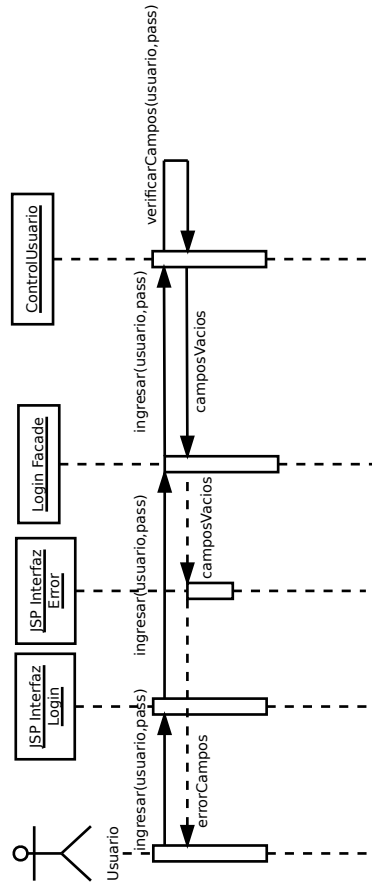 Usuario
JSP Interfaz
Login
JSP Interfaz
Error
Login Facade
ControlUsuario
ingresar(usuario,pass)
ingresar(usuario,pass)
ingresar(usuario,pass)
verificarCampos(usuario,pass)
camposVacios
camposVacios
errorCampos